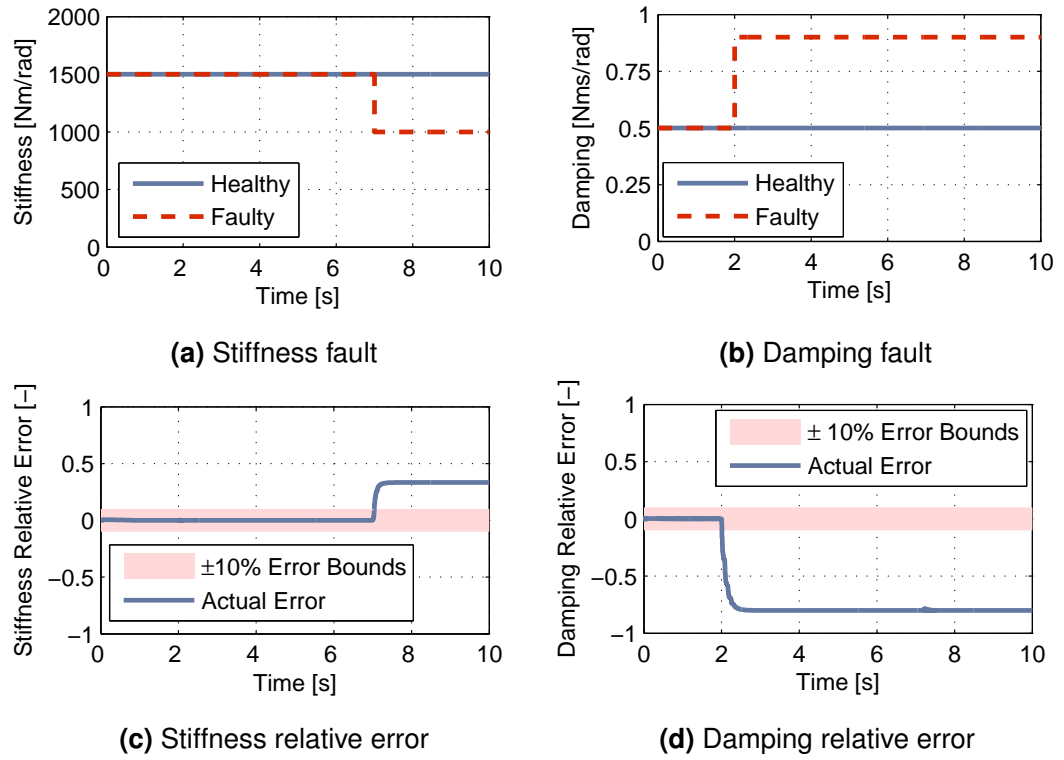 2000
1500
1000
500
0
Stiffness [Nm/rad]
Healthy
Faulty
0 2 4 6 8 10
Time [s]
(a) Stiffness fault
1
0.75
0.5
0.25
0
Damping [Nms/rad]
Healthy
Faulty
0 2 4 6 8 10
Time [s]
(b) Damping fault
1
0.5
0
−0.5
−1
Stiffness Relative Error [-]
±10% Error Bounds
Actual Error
0 2 4 6 8 10
Time [s]
(c) Stiffness relative error
1
0.5
0
−0.5
−1
Damping Relative Error [-]
± 10% Error Bounds
Actual Error
0 2 4 6 8 10
Time [s]
(d) Damping relative error